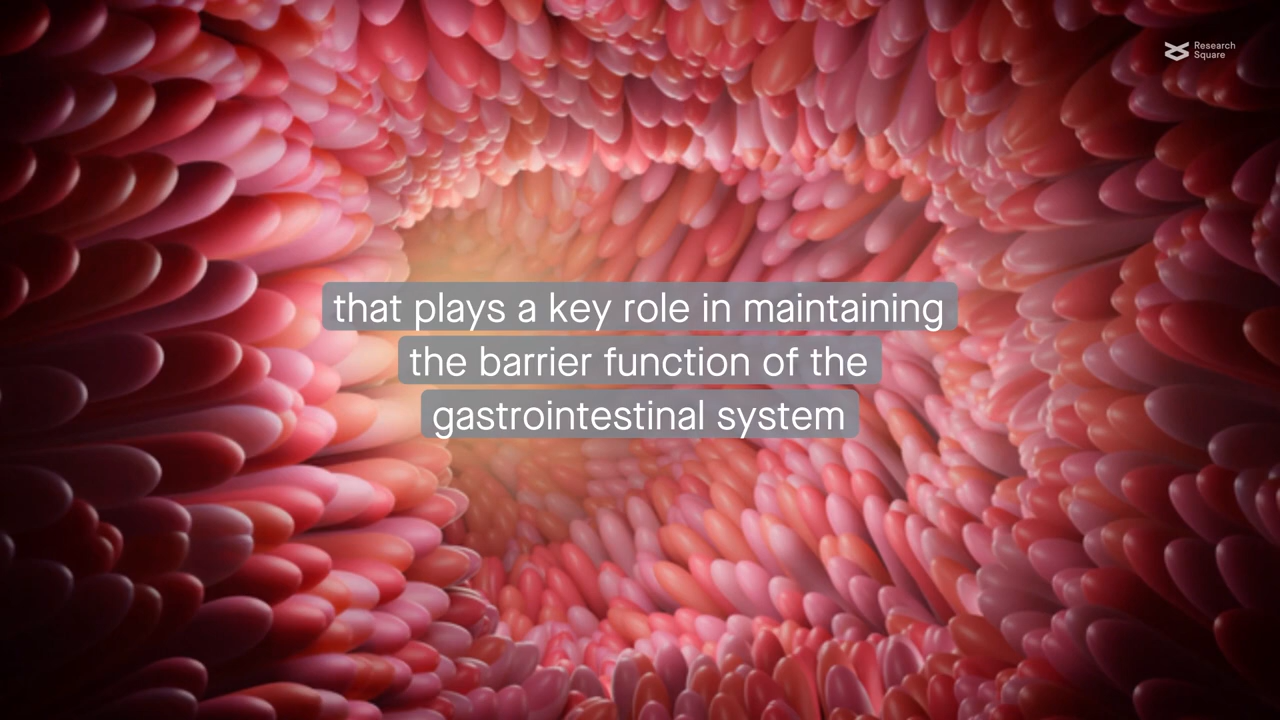 Research
Square
that plays a key role in maintaining
the barrier function of the
gastrointestinal system